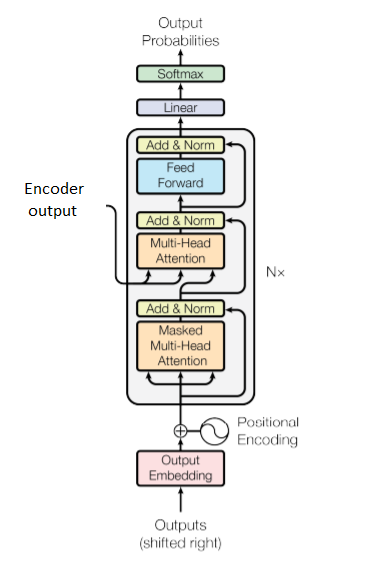 Output
Probabilities
Softmax
Linear
Add & Norm
Feed
Forward
Encoder
output
Add & Norm
Multi-Head
Attention
N×
Add & Norm
Masked
Multi-Head
Attention
Positional
Encoding
Output
Embedding
Outputs
(shifted right)